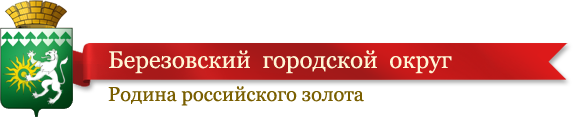 Березовский городской округ
Родина российского золота